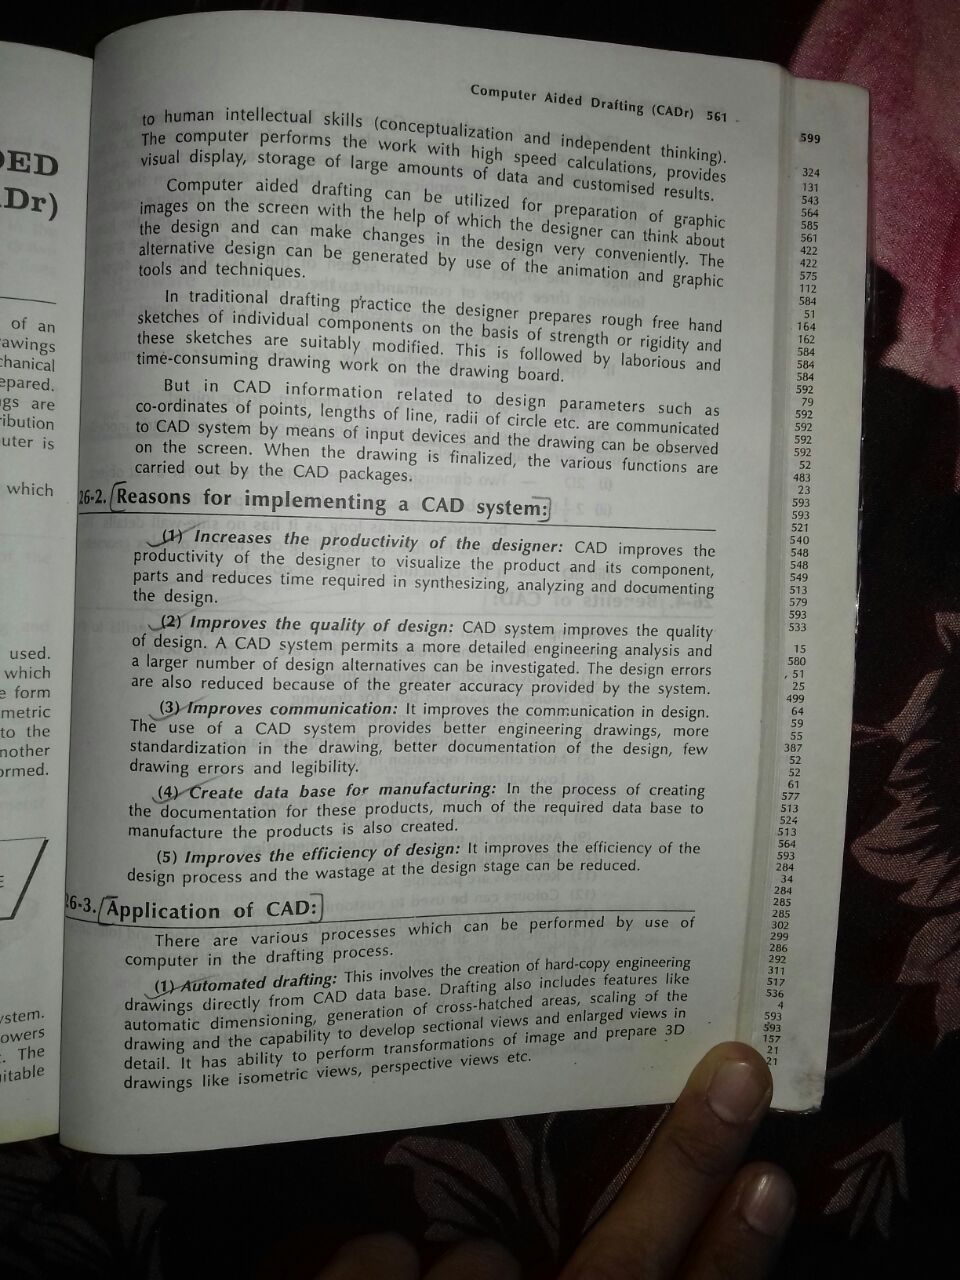 DED
Dr)
of an
awings
chanical
epared.
gs are
ribution
uter is
which
used.
which
e form
metric
to the
nother
ormed.
E
ystem.
owers
. The
itable
Computer Aided Drafting (CADr) 561
to human intellectual skills (conceptualization and independent thinking).
The computer performs the work with high speed calculations, provides
visual display, storage of large amounts of data and customised results.
Computer aided drafting can be utilized for preparation of graphic
images on the screen with the help of which the designer can think about
the design and can make changes in the design very conveniently. The
alternative design can be generated by use of the animation and graphic
tools and techniques.
In traditional drafting practice the designer prepares rough free hand
sketches of individual components on the basis of strength or rigidity and
these sketches are suitably modified. This is followed by laborious and
time-consuming drawing work on the drawing board.
But in CAD information related to design parameters such as
co-ordinates of points, lengths of line, radii of circle etc. are communicated
to CAD system by means of input devices and the drawing can be observed
on the screen. When the drawing is finalized, the various functions are
carried out by the CAD packages.
26-2. Reasons for implementing a CAD system:
(1) Increases the productivity of the designer: CAD improves the
productivity of the designer to visualize the product and its component,
parts and reduces time required in synthesizing, analyzing and documenting
the design.
(2) Improves the quality of design: CAD system improves the quality
of design. A CAD system permits a more detailed engineering analysis and
a larger number of design alternatives can be investigated. The design errors
are also reduced because of the greater accuracy provided by the system.
(3) Improves communication: It improves the communication in design.
The use of a CAD system provides better engineering drawings, more
standardization in the drawing, better documentation of the design, few
drawing errors and legibility.
(4) Create data base for manufacturing: In the process of creating
the documentation for these products, much of the required data base to
manufacture the products is also created.
(5) Improves the efficiency of design: It improves the efficiency of the
design process and the wastage at the design stage can be reduced.
26-3. Application of CAD:
There are various processes which can be performed by use of
computer in the drafting process.
(1) Automated drafting: This involves the creation of hard-copy engineering
drawings directly from CAD data base. Drafting also includes features like
automatic dimensioning, generation of cross-hatched areas, scaling of the
drawing and the capability to develop sectional views and enlarged views in
detail. It has ability to perform transformations of image and prepare 3D
drawings like isometric views, perspective views etc.
599
324
131
543
564
585
561
422
422
575
112
584
51
164
162
584
584
584
592
79
592
592
592
592
52
483
23
593
593
521
540
548
548
549
513
579
593
533
15
580
51
25
499
64
59
55
387
52
52
61
577
513
524
513
564
593
284
34
284
285
285
302
299
286
292
311
517
536
4
593
593
157
21
21